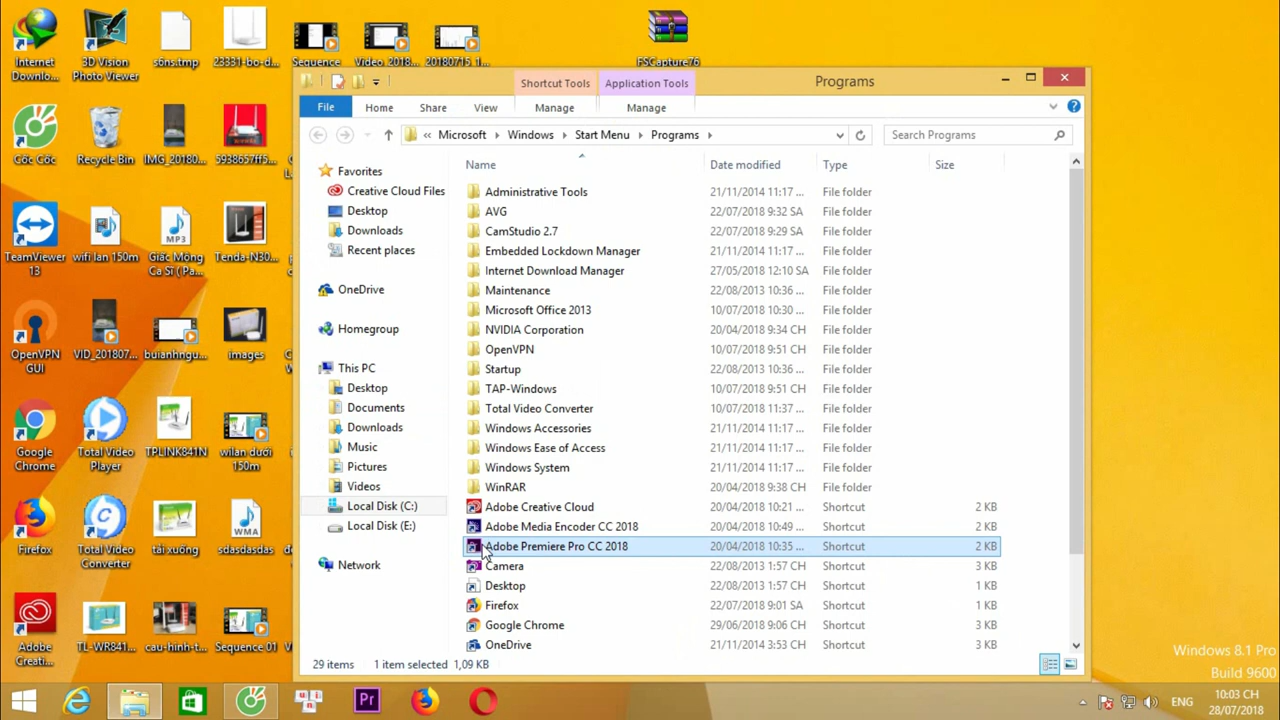 Internet Downlo...
3D Vision Photo Viewer
sons.tmp
23331-bo-d...
Sequence
Video_2018...
20180715_1...
FSCapture76
Cốc Cốc
Recycle Bin
IMG_20180...
5938657ff5...
TeamViewer 13
wifi lan 150m
Giấc Mộng Ca Sĩ ( Pa...
Tenda-N30...
OpenVPN GUI
VID_201807...
buianhngu...
images
Google Chrome
Total Video Player
TPLINK841N
wilan dưới 150m
Firefox
Total Video Converter
tải xuống
sdasdasdas
Adobe Creati...
TL-WR841...
cau-hinh-t...
Sequence 01
Shortcut Tools
Application Tools
Programs
File
Home
Share
View
Manage
Manage
« Microsoft
Windows
Start Menu
Programs
Search Programs
Name
Date modified
Type
Size
Favorites
Creative Cloud Files
Desktop
Downloads
Recent places
OneDrive
Homegroup
This PC
Desktop
Documents
Downloads
Music
Pictures
Videos
Local Disk (C:)
Local Disk (E:)
Network
Administrative Tools 21/11/2014 11:17 ... File folder
AVG 22/07/2018 9:32 SA File folder
CamStudio 2.7 22/07/2018 9:29 SA File folder
Embedded Lockdown Manager 21/11/2014 11:17 ... File folder
Internet Download Manager 27/05/2018 12:10 SA File folder
Maintenance 22/08/2013 10:36 ... File folder
Microsoft Office 2013 10/07/2018 10:30 ... File folder
NVIDIA Corporation 20/04/2018 9:34 CH File folder
OpenVPN 10/07/2018 9:51 CH File folder
Startup 22/08/2013 10:36 ... File folder
TAP-Windows 10/07/2018 9:51 CH File folder
Total Video Converter 10/07/2018 11:37 ... File folder
Windows Accessories 21/11/2014 11:17 ... File folder
Windows Ease of Access 21/11/2014 11:17 ... File folder
Windows System 21/11/2014 11:17 ... File folder
WinRAR 20/04/2018 9:38 CH File folder
Adobe Creative Cloud 20/04/2018 10:21 ... Shortcut 2 KB
Adobe Media Encoder CC 2018 20/04/2018 10:49 ... Shortcut 2 KB
Adobe Premiere Pro CC 2018 20/04/2018 10:35 ... Shortcut 2 KB
Camera 22/08/2013 1:57 CH Shortcut 3 KB
Desktop 22/08/2013 1:57 CH Shortcut 1 KB
Firefox 22/07/2018 9:01 SA Shortcut 1 KB
Google Chrome 29/06/2018 9:06 CH Shortcut 3 KB
OneDrive 21/11/2014 3:53 CH Shortcut 3 KB
29 items 1 item selected 1,09 KB
Windows 8.1 Pro
Build 9600
ENG
10:03 CH
28/07/2018